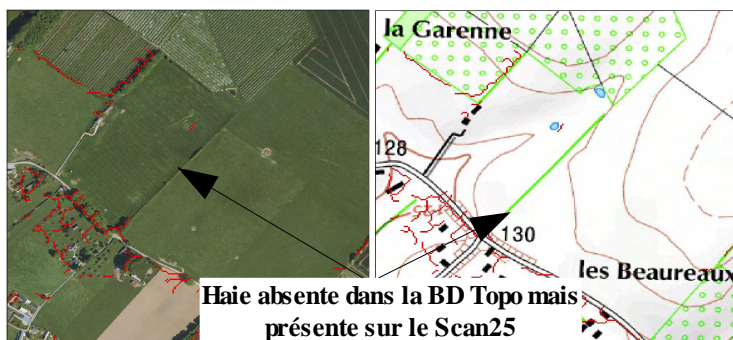 la Garenne
128
130
les Beaureaux
Haie absente dans la BD Topo mais
présente sur le Scan25